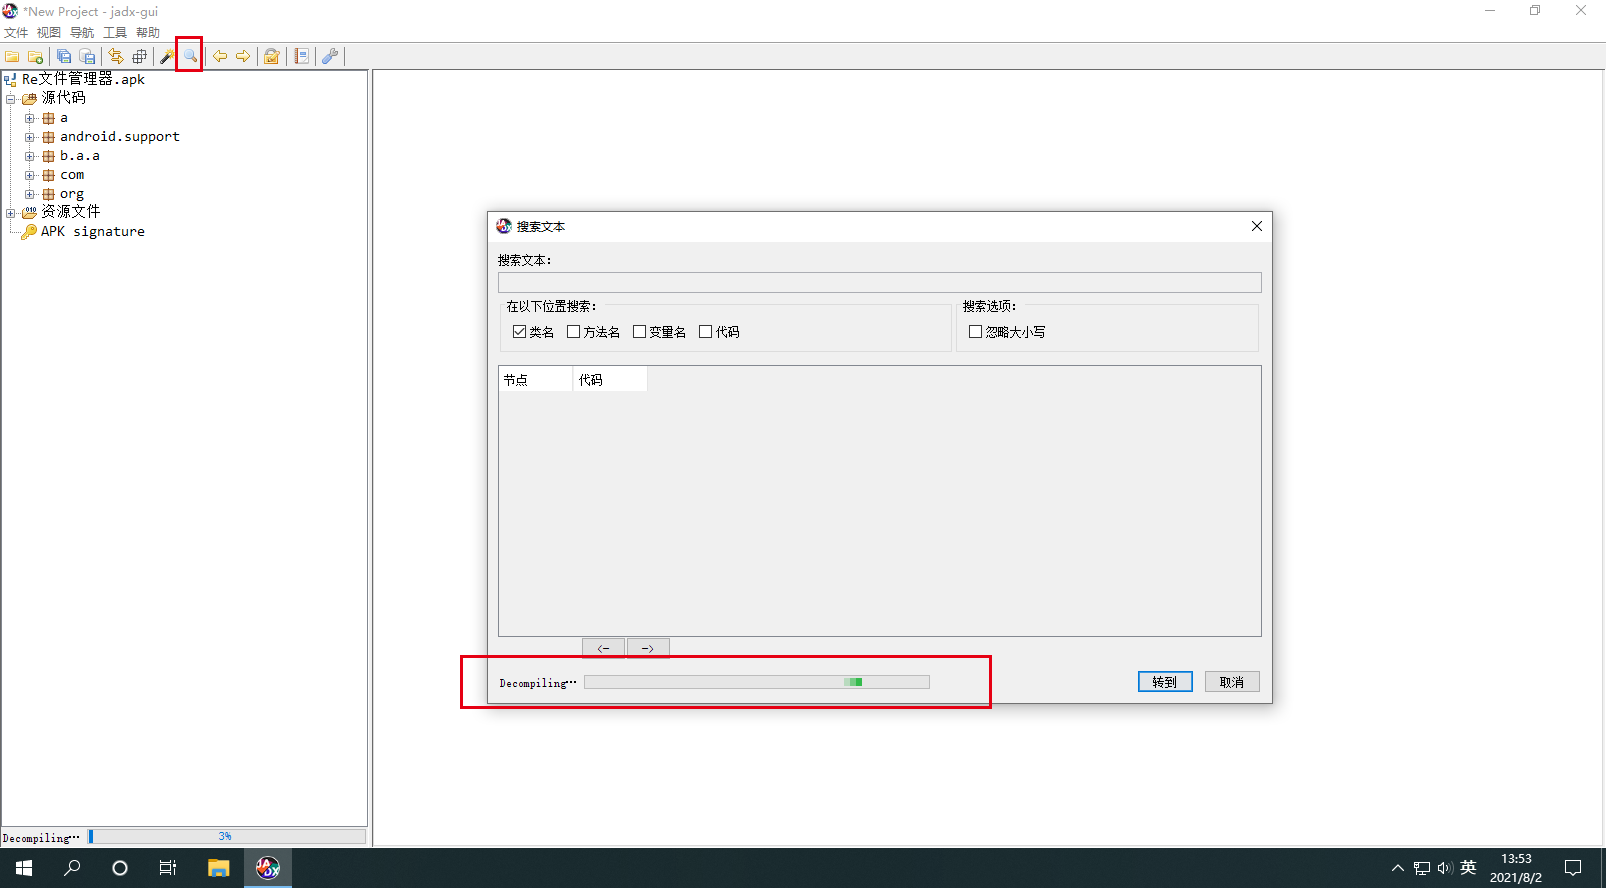 *New Project - jadx-gui
文件 视图 导航 工具 帮助
Re文件管理器.apk
源代码
a
android.support
b.a.a
com
org
资源文件
APK signature
搜索文本
搜索文本:
在以下位置搜索:
搜索选项:
类名 方法名 变量名 代码
忽略大小写
节点 代码
<- ->
Decompiling…
转到 取消
Decompiling… 3%
英
13:53
2021/8/2